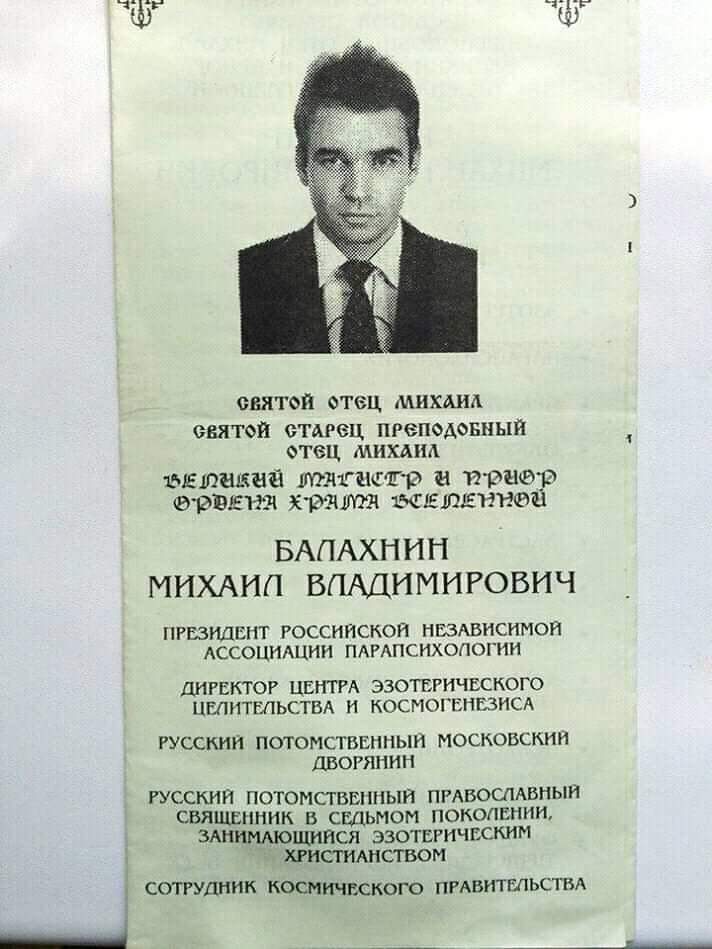 СВЯТОЙ ОТЕЦ МИХАИЛ
СВЯТОЙ СТАРЕЦ ПРЕПОДОБНЫЙ
ОТЕЦ МИХАИЛ
ВЕЛИКИЙ МАГИСТР И ПРИОР
ОРДЕНА ХРАМА ВСЕЛЕННОЙ
БАЛАХНИН
МИХАИЛ ВЛАДИМИРОВИЧ
ПРЕЗИДЕНТ РОССИЙСКОЙ НЕЗАВИСИМОЙ
АССОЦИАЦИИ ПАРАПСИХОЛОГИИ
ДИРЕКТОР ЦЕНТРА ЭЗОТЕРИЧЕСКОГО
ЦЕЛИТЕЛЬСТВА И КОСМОГЕНЕЗИСА
РУССКИЙ ПОТОМСТВЕННЫЙ МОСКОВСКИЙ
ДВОРЯНИН
РУССКИЙ ПОТОМСТВЕННЫЙ ПРАВОСЛАВНЫЙ
СВЯЩЕННИК В СЕДЬМОМ ПОКОЛЕНИИ,
ЗАНИМАЮЩИЙСЯ ЭЗОТЕРИЧЕСКИМ
ХРИСТИАНСТВОМ
СОТРУДНИК КОСМИЧЕСКОГО ПРАВИТЕЛЬСТВА